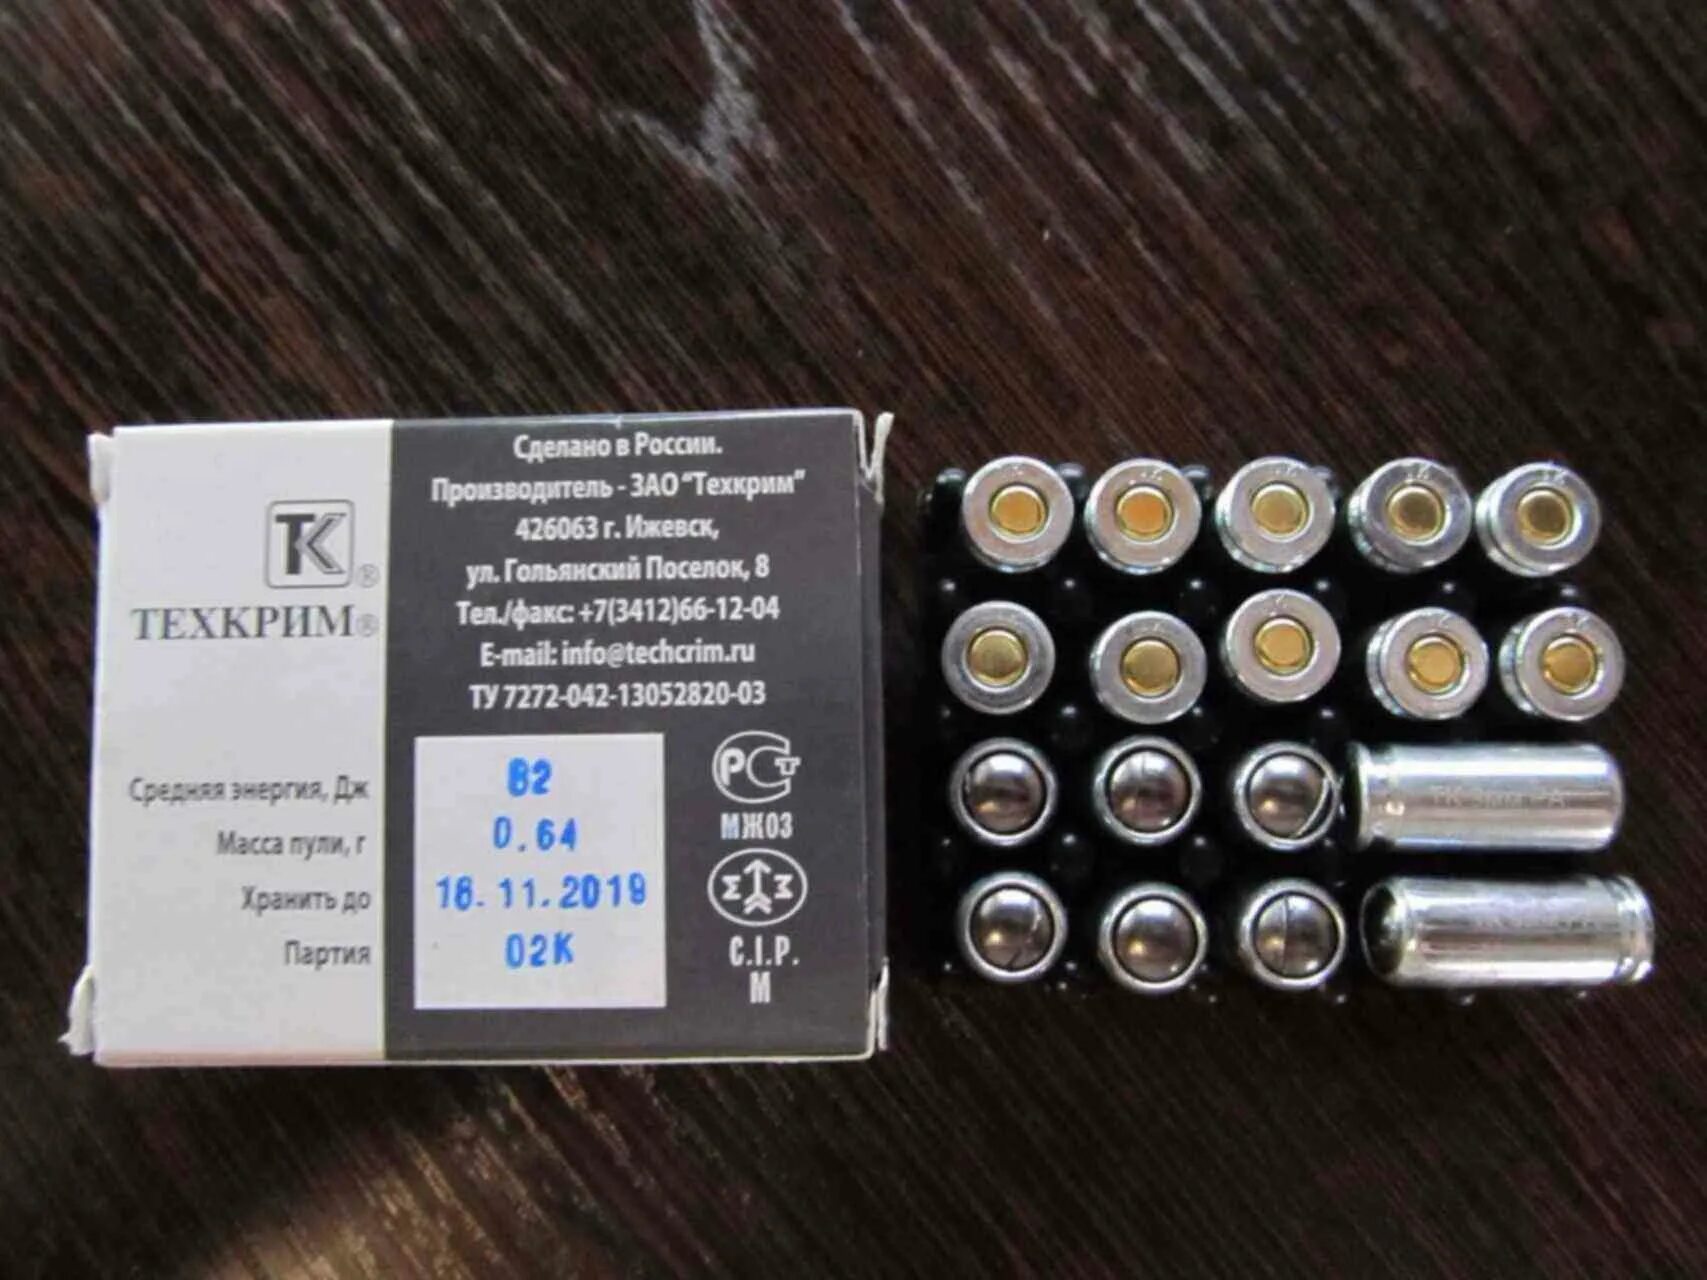 Сделано в России.
Производитель - ЗАО "Техкрим"
426063 г. Ижевск,
ул. Гольянский Поселок, 8
Тел./факс: +7(3412)66-12-04
E-mail: info@techcrim.ru
ТУ 7272-042-13052820-03
ТК®
ТЕХКРИМ®
Средняя энергия, Дж 82
Масса пули, г 0.64
Хранить до 16.11.2019
Партия 02К
РСТ
МЖ03
C.I.P.
М